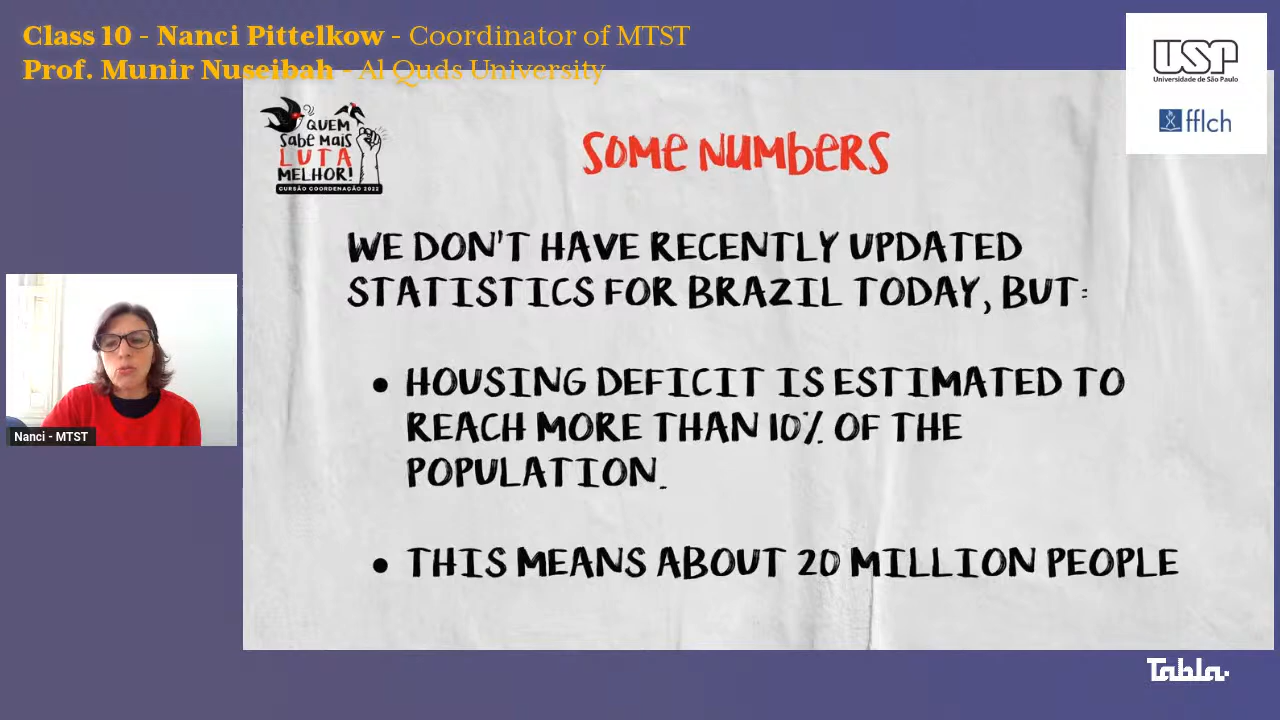 Class 10 - Nanci Pittelkow - Coordinator of MTST
Prof. Munir Nuseibah - Al Quds University
USP
Universidade de São Paulo
fflch
QUEM
SABE MAIS
LUTA
MELHOR!
CURSÃO COORDENAÇÃO 2022
SOME NUMBERS
WE DON'T HAVE RECENTLY UPDATED
STATISTICS FOR BRAZIL TODAY, BUT:
• HOUSING DEFICIT IS ESTIMATED TO
REACH MORE THAN 10% OF THE
POPULATION.
• THIS MEANS ABOUT 20 MILLION PEOPLE
Nanci - MTST
Tabla.